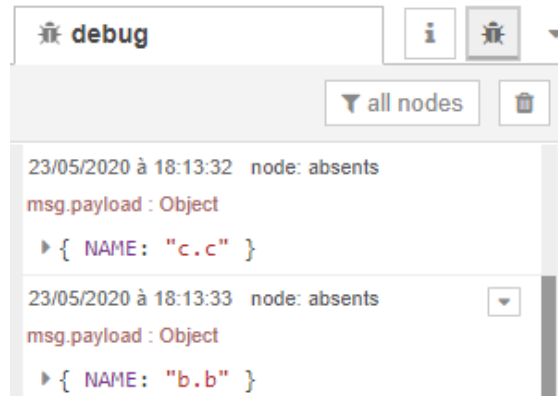 debug
i
all nodes
23/05/2020 à 18:13:32 node: absents
msg.payload : Object
{ NAME: "c.c" }
23/05/2020 à 18:13:33 node: absents
msg.payload : Object
{ NAME: "b.b" }